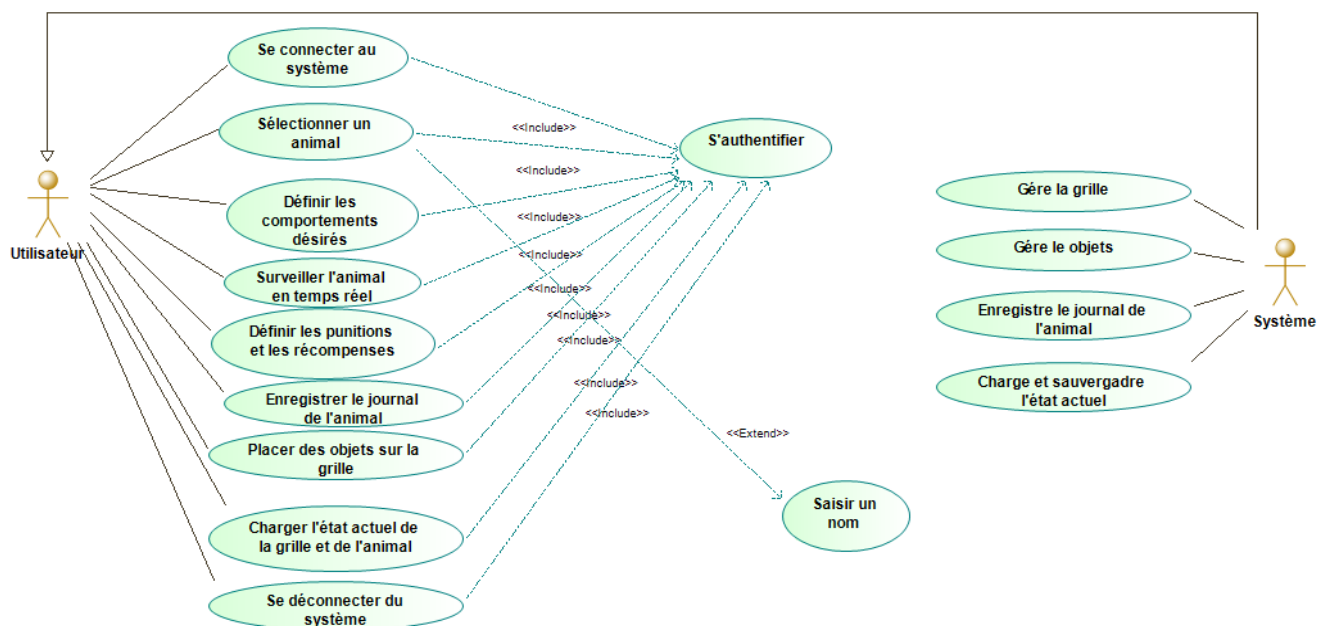 Se connecter au
système
Sélectionner un
animal
<<Include>>
S'authentifier
<<Include>>
Définir les
comportements
désirés
<<Include>>
Utilisateur
<<Include>>
Surveiller l'animal
en temps réel
<<Include>>
Définir les punitions
et les récompenses
<<Include>>
<<Include>>
Enregistrer le journal
de l'animal
<<Include>>
<<Include>>
Placer des objets sur la
grille
<<Extend>>
Saisir un
nom
Charger l'état actuel de
la grille et de l'animal
Se déconnecter du
système
Gére la grille
Gére le objets
Enregistre le journal de
l'animal
Charge et sauvergadre
l'état actuel
Système